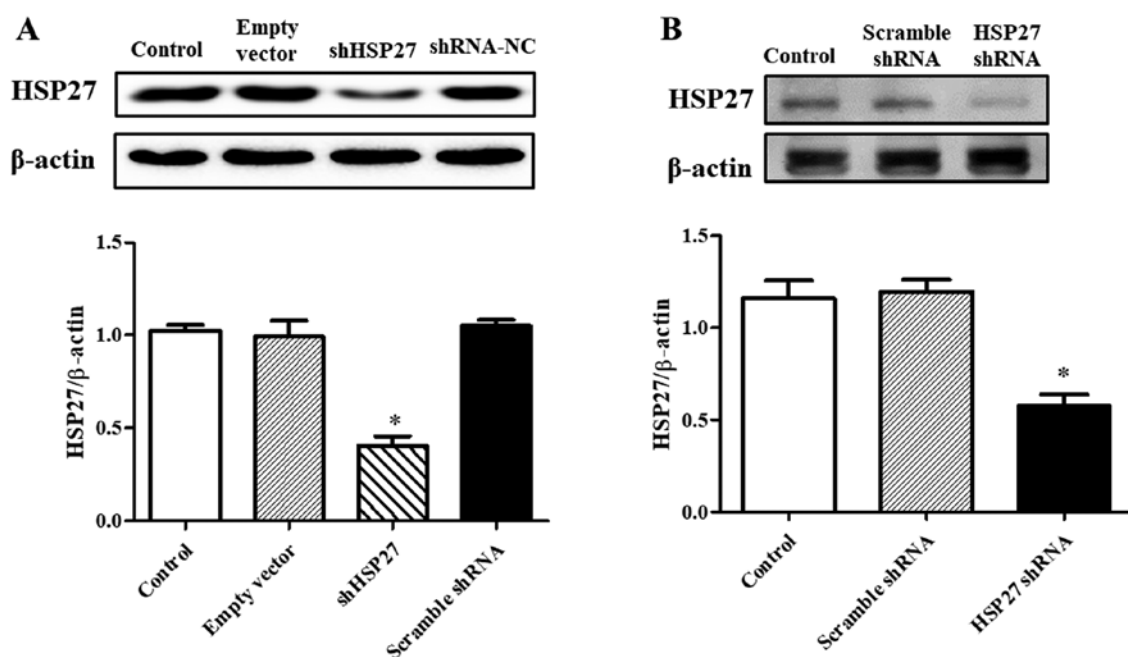 A
Control
Empty
vector
shHSP27
shRNA-NC
HSP27
β-actin
1.5
1.0
0.5
0.0
HSP27/β-actin
*
Control
Empty vector
shHSP27
Scramble shRNA
B
Control
Scramble
shRNA
HSP27
shRNA
HSP27
β-actin
1.5
1.0
0.5
0.0
HSP27/β-actin
*
Control
Scramble shRNA
HSP27 shRNA